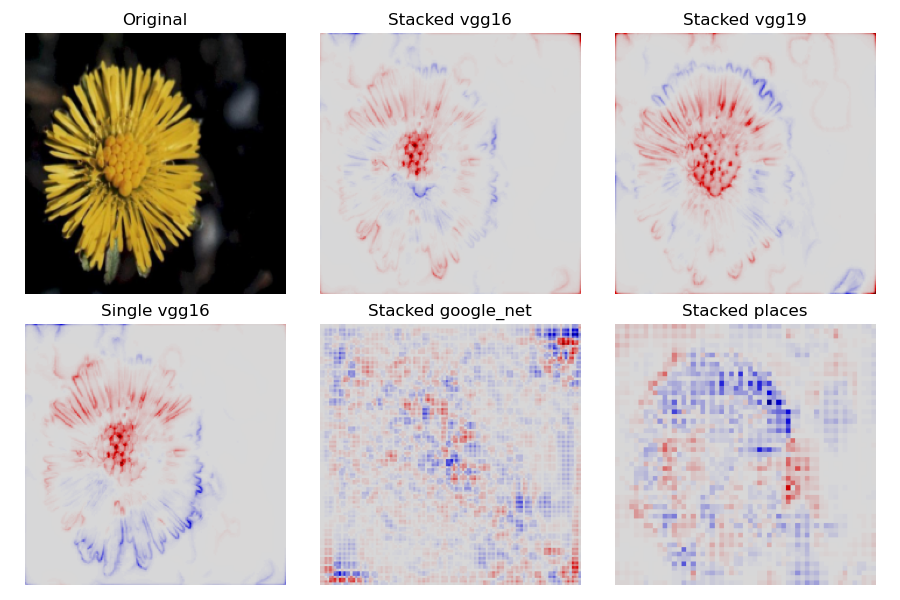 Original
Stacked vgg16
Stacked vgg19
Single vgg16
Stacked google_net
Stacked places